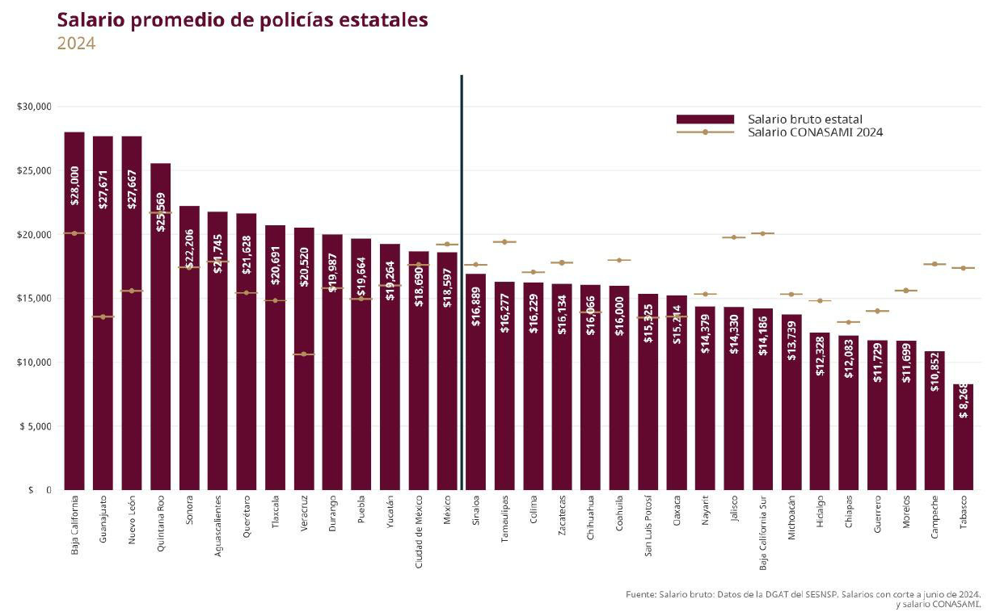 Salario promedio de policías estatales
2024
$30,000
$25,000
$20,000
$15,000
$10,000
$ 5,000
$ 0
Salario bruto estatal
Salario CONASAMI 2024
$28,000
$27,671
$27,667
$25,569
$22,206
$21,745
$21,628
$20,691
$20,520
$19,987
$19,664
$19,264
$18,690
$18,597
$16,889
$16,277
$16,229
$16,134
$16,066
$16,000
$15,325
$15,214
$14,379
$14,330
$14,186
$13,739
$12,328
$12,083
$11,729
$11,699
$10,852
$ 8,268
Baja California
Guanajuato
Nuevo León
Quintana Roo
Sonora
Aguascalientes
Querétaro
Tlaxcala
Veracruz
Durango
Puebla
Yucatán
Ciudad de México
México
Sinaloa
Tamaulipas
Colima
Zacatecas
Chihuahua
Coahuila
San Luis Potosí
Oaxaca
Nayarit
Jalisco
Baja California Sur
Michoacán
Hidalgo
Chiapas
Guerrero
Morelos
Campeche
Tabasco
Fuente: Salario bruto: Datos de la DGAT del SESNSP. Salarios con corte a junio de 2024.
y salario CONASAMI.